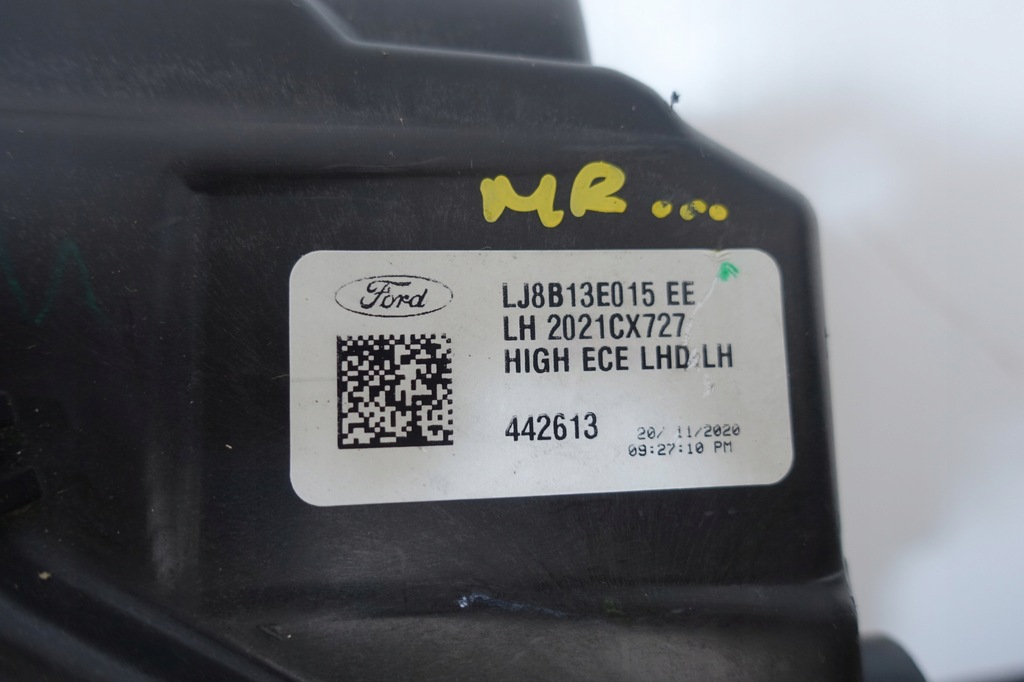 MR...
Ford
LJ8B13E015 EE
LH 2021CX727
HIGH ECE LHD LH
442613
20/ 11/2020
09:27:10 PM